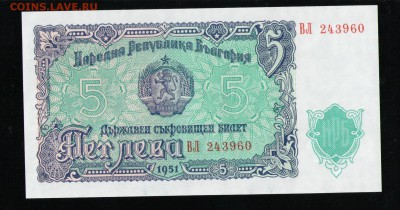 COINS.LAVE.RU
ВЛ 243960
Народна Република България
5
5 5
Държавен съкровищен билет
Пет лева ВЛ 243960
1951
5